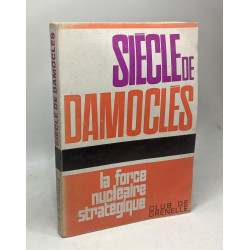 SIÈCLE DE
DAMOCLÈS
la force
nucléaire
stratégique
CLUB DE
GRENELLE
SIÈCLE DE DAMOCLÈS